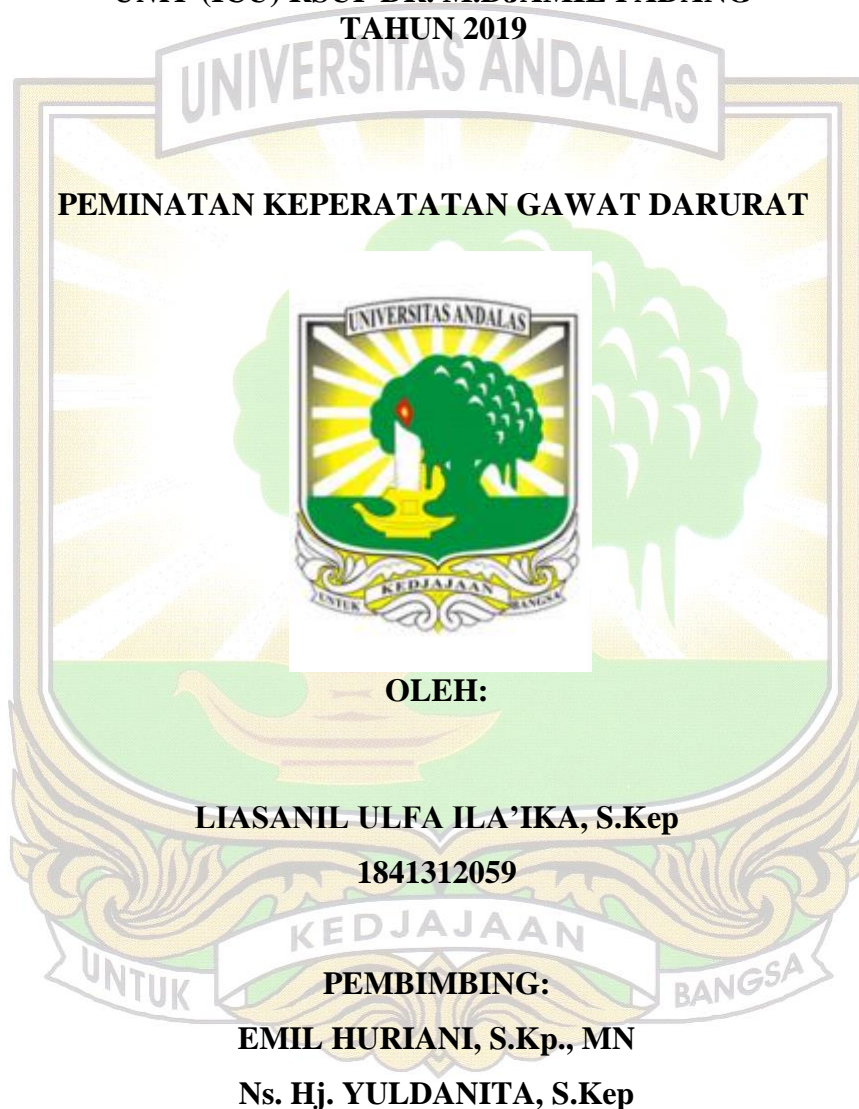 TAHUN 2019
UNIVERSITAS ANDALAS
PEMINATAN KEPERATATAN GAWAT DARURAT
UNIVERSITAS ANDALAS
UNTUK KEDJAJAAN BANGSA
OLEH:
LIASANIL ULFA ILA’IKA, S.Kep
1841312059
UNTUK KEDJAJAAN BANGSA
PEMBIMBING:
EMIL HURIANI, S.Kp., MN
Ns. Hj. YULDANITA, S.Kep